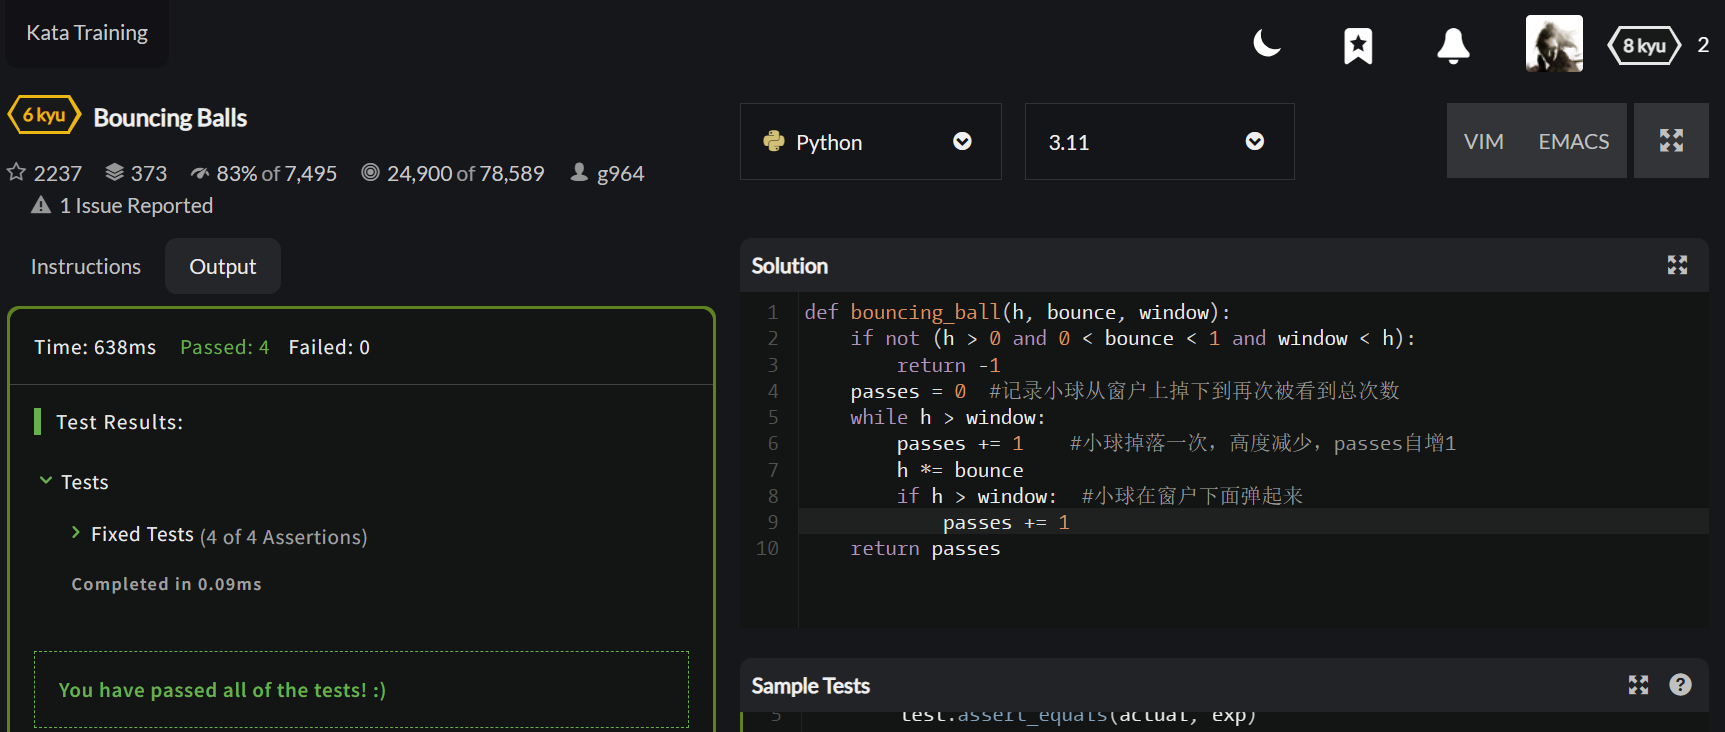 Kata Training
8 kyu 2
6 kyu Bouncing Balls
2237 373 83% of 7,495 24,900 of 78,589 g964
1 Issue Reported
Instructions Output
Time: 638ms Passed: 4 Failed: 0
Test Results:
Tests
Fixed Tests (4 of 4 Assertions)
Completed in 0.09ms
You have passed all of the tests! :)
Python 3.11 VIM EMACS
Solution
1 def bouncing_ball(h, bounce, window):
2 if not (h > 0 and 0 < bounce < 1 and window < h):
3 return -1
4 passes = 0 #记录小球从窗户上掉下到再次被看到总次数
5 while h > window:
6 passes += 1 #小球掉落一次，高度减少，passes自增1
7 h *= bounce
8 if h > window: #小球在窗户下面弹起来
9 passes += 1
10 return passes
Sample Tests
5 test.assert_equals(actual, exp)